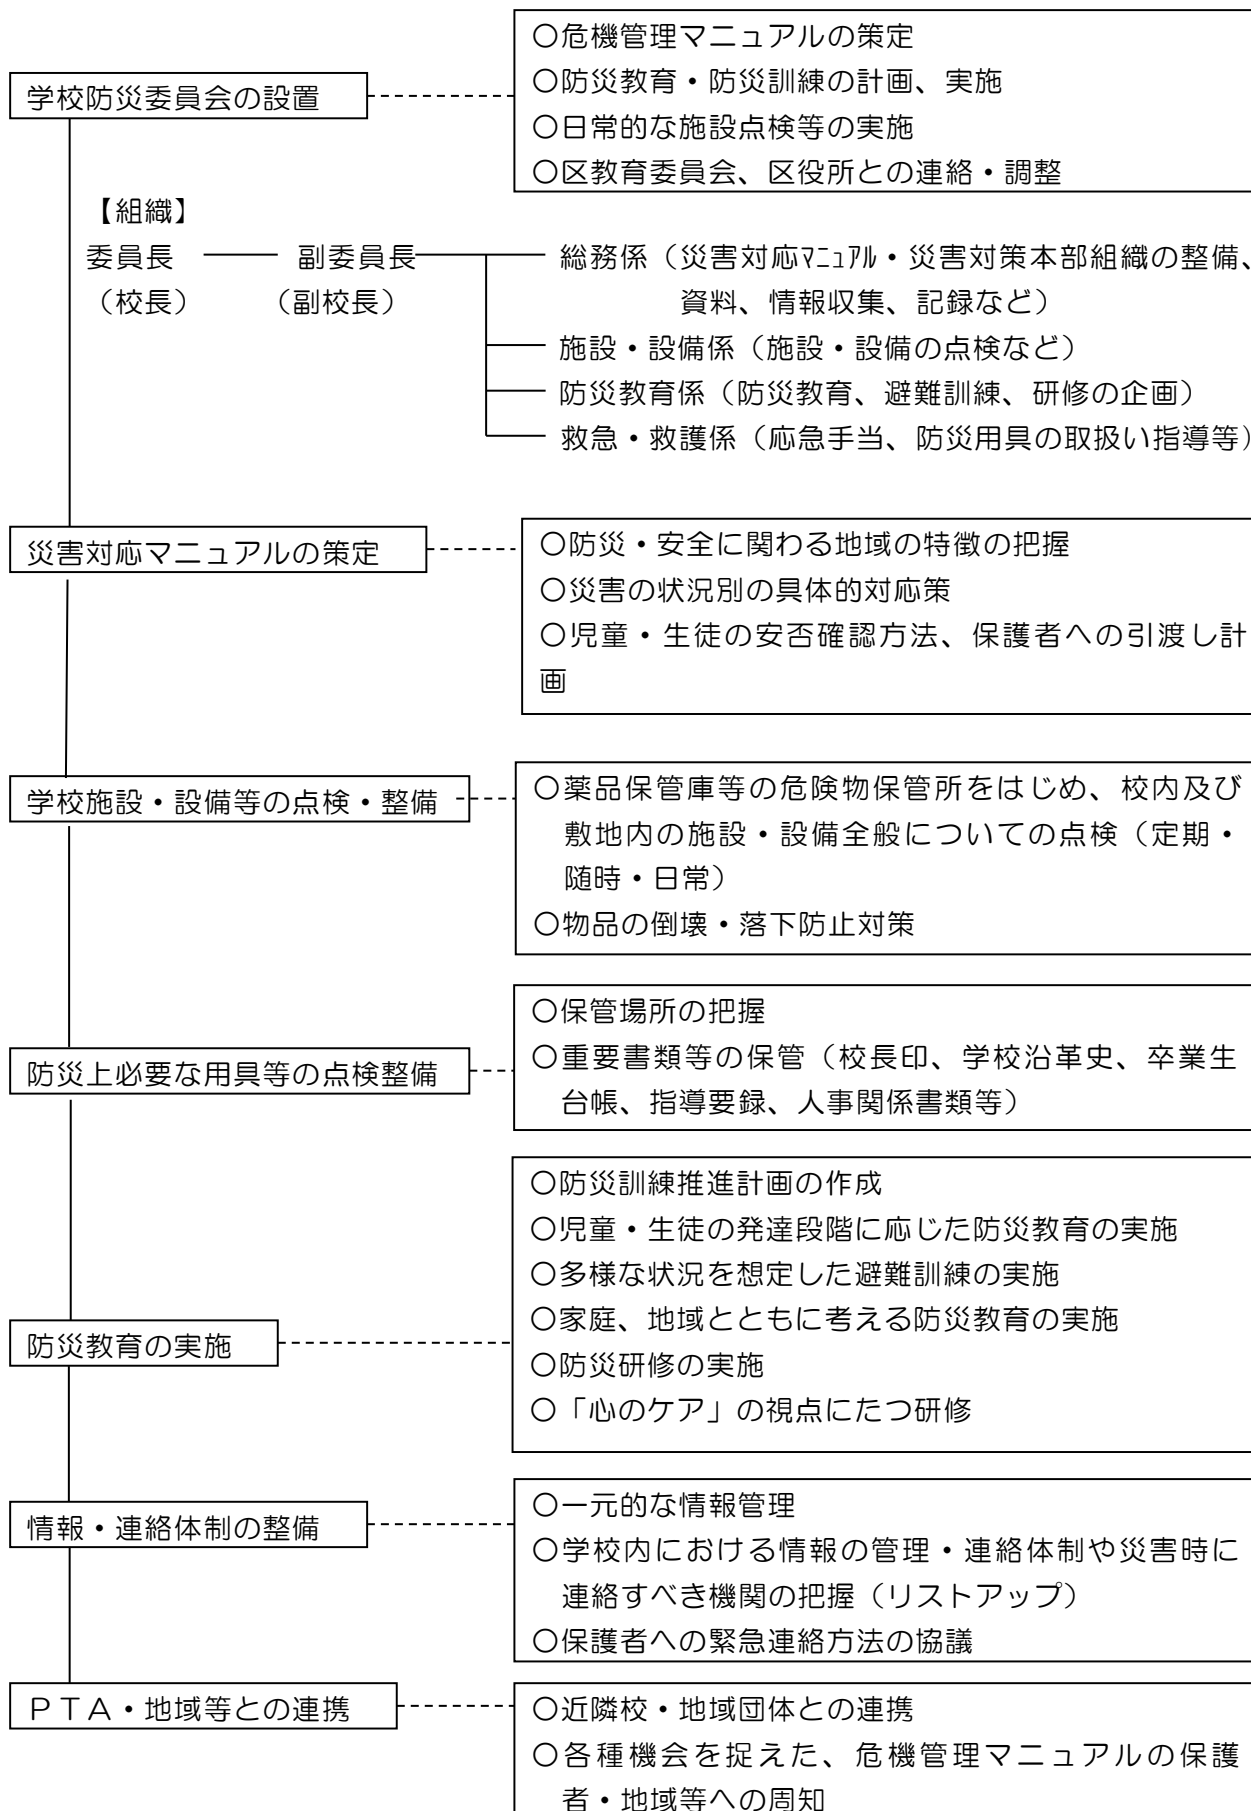 学校防災委員会の設置
〇危機管理マニュアルの策定
〇防災教育・防災訓練の計画、実施
〇日常的な施設点検等の実施
〇区教育委員会、区役所との連絡・調整
【組織】
委員長 副委員長 総務係（災害対応ﾏﾆｭｱﾙ・災害対策本部組織の整備、
（校長） （副校長） 資料、情報収集、記録など）
施設・設備係（施設・設備の点検など）
防災教育係（防災教育、避難訓練、研修の企画）
救急・救護係（応急手当、防災用具の取扱い指導等）
災害対応マニュアルの策定
〇防災・安全に関わる地域の特徴の把握
〇災害の状況別の具体的対応策
〇児童・生徒の安否確認方法、保護者への引渡し計
画
学校施設・設備等の点検・整備
〇薬品保管庫等の危険物保管所をはじめ、校内及び
敷地内の施設・設備全般についての点検（定期・
随時・日常）
〇物品の倒壊・落下防止対策
防災上必要な用具等の点検整備
〇保管場所の把握
〇重要書類等の保管（校長印、学校沿革史、卒業生
台帳、指導要録、人事関係書類等）
防災教育の実施
〇防災訓練推進計画の作成
〇児童・生徒の発達段階に応じた防災教育の実施
〇多様な状況を想定した避難訓練の実施
〇家庭、地域とともに考える防災教育の実施
〇防災研修の実施
〇「心のケア」の視点にたつ研修
情報・連絡体制の整備
〇一元的な情報管理
〇学校内における情報の管理・連絡体制や災害時に
連絡すべき機関の把握（リストアップ）
〇保護者への緊急連絡方法の協議
ＰＴＡ・地域等との連携
〇近隣校・地域団体との連携
〇各種機会を捉えた、危機管理マニュアルの保護
者・地域等への周知